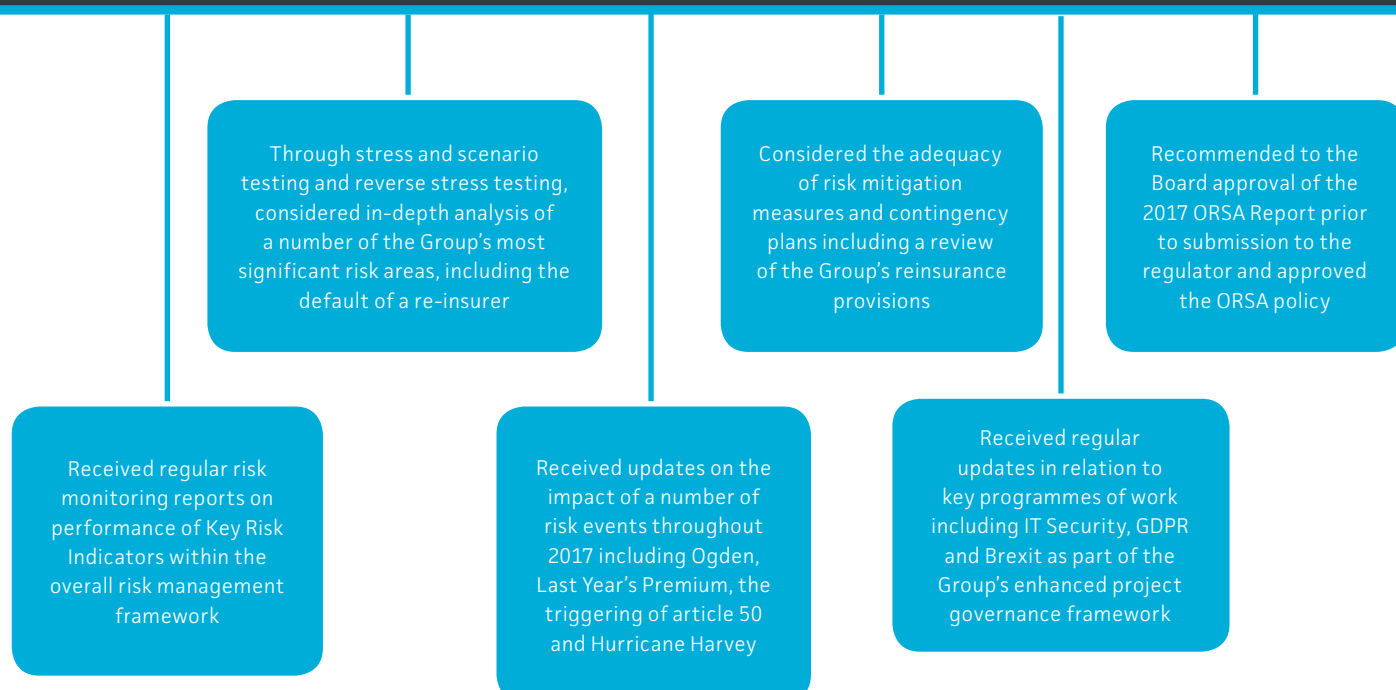 Through stress and scenario
testing and reverse stress testing,
considered in-depth analysis of
a number of the Group's most
significant risk areas, including the
default of a re-insurer
Considered the adequacy
of risk mitigation
measures and contingency
plans including a review
of the Group's reinsurance
provisions
Recommended to the
Board approval of the
2017 ORSA Report prior
to submission to the
regulator and approved
the ORSA policy
Received regular risk
monitoring reports on
performance of Key Risk
Indicators within the
overall risk management
framework
Received updates on the
impact of a number of
risk events throughout
2017 including Ogden,
Last Year's Premium, the
triggering of article 50
and Hurricane Harvey
Received regular
updates in relation to
key programmes of work
including IT Security, GDPR
and Brexit as part of the
Group's enhanced project
governance framework